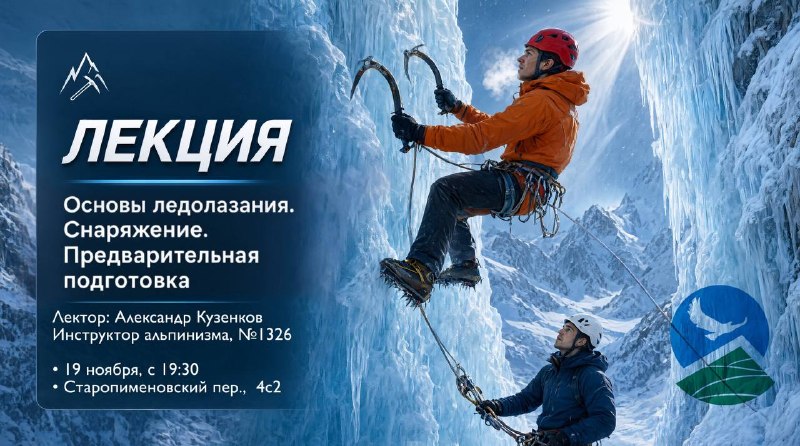 ЛЕКЦИЯ
Основы ледолазания.
Снаряжение.
Предварительная
подготовка
Лектор: Александр Кузенков
Инструктор альпинизма, №1326
• 19 ноября, с 19:30
• Старопименовский пер., 4с2